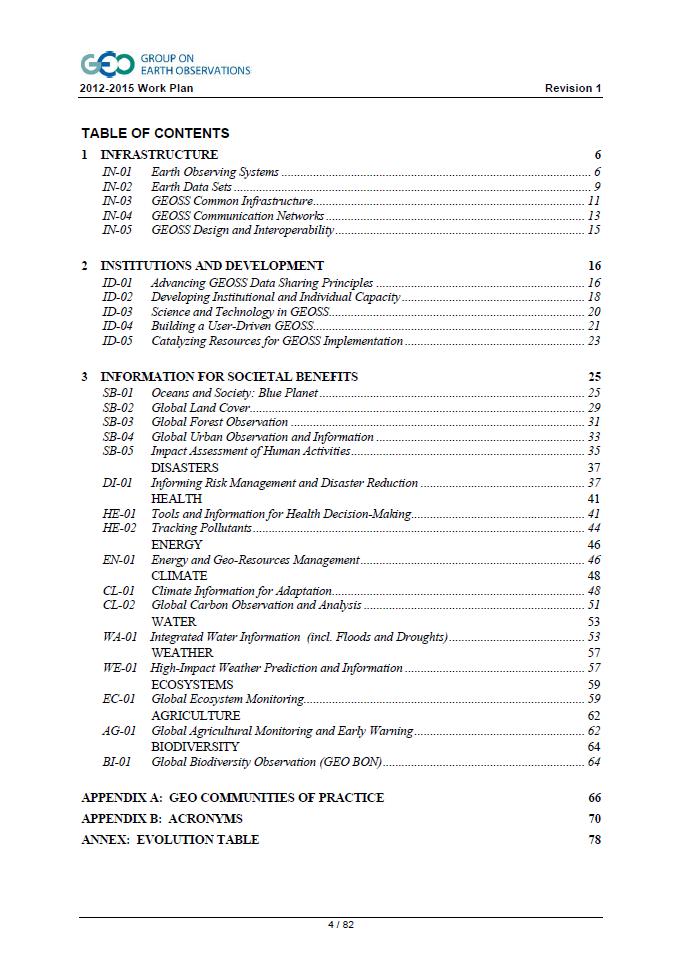 GEO GROUP ON
EARTH OBSERVATIONS
2012-2015 Work Plan Revision 1
TABLE OF CONTENTS
1 INFRASTRUCTURE 6
IN-01 Earth Observing Systems 6
IN-02 Earth Data Sets 9
IN-03 GEOSS Common Infrastructure 11
IN-04 GEOSS Communication Networks 13
IN-05 GEOSS Design and Interoperability 15
2 INSTITUTIONS AND DEVELOPMENT 16
ID-01 Advancing GEOSS Data Sharing Principles 16
ID-02 Developing Institutional and Individual Capacity 18
ID-03 Science and Technology in GEOSS 20
ID-04 Building a User-Driven GEOSS 21
ID-05 Catalyzing Resources for GEOSS Implementation 23
3 INFORMATION FOR SOCIETAL BENEFITS 25
SB-01 Oceans and Society: Blue Planet 25
SB-02 Global Land Cover 29
SB-03 Global Forest Observation 31
SB-04 Global Urban Observation and Information 33
SB-05 Impact Assessment of Human Activities 35
DISASTERS 37
DI-01 Informing Risk Management and Disaster Reduction 37
HEALTH 41
HE-01 Tools and Information for Health Decision-Making 41
HE-02 Tracking Pollutants 44
ENERGY 46
EN-01 Energy and Geo-Resources Management 46
CLIMATE 48
CL-01 Climate Information for Adaptation 48
CL-02 Global Carbon Observation and Analysis 51
WATER 53
WA-01 Integrated Water Information (incl. Floods and Droughts) 53
WEATHER 57
WE-01 High-Impact Weather Prediction and Information 57
ECOSYSTEMS 59
EC-01 Global Ecosystem Monitoring 59
AGRICULTURE 62
AG-01 Global Agricultural Monitoring and Early Warning 62
BIODIVERSITY 64
BI-01 Global Biodiversity Observation (GEO BON) 64
APPENDIX A: GEO COMMUNITIES OF PRACTICE 66
APPENDIX B: ACRONYMS 70
ANNEX: EVOLUTION TABLE 78
4 / 82